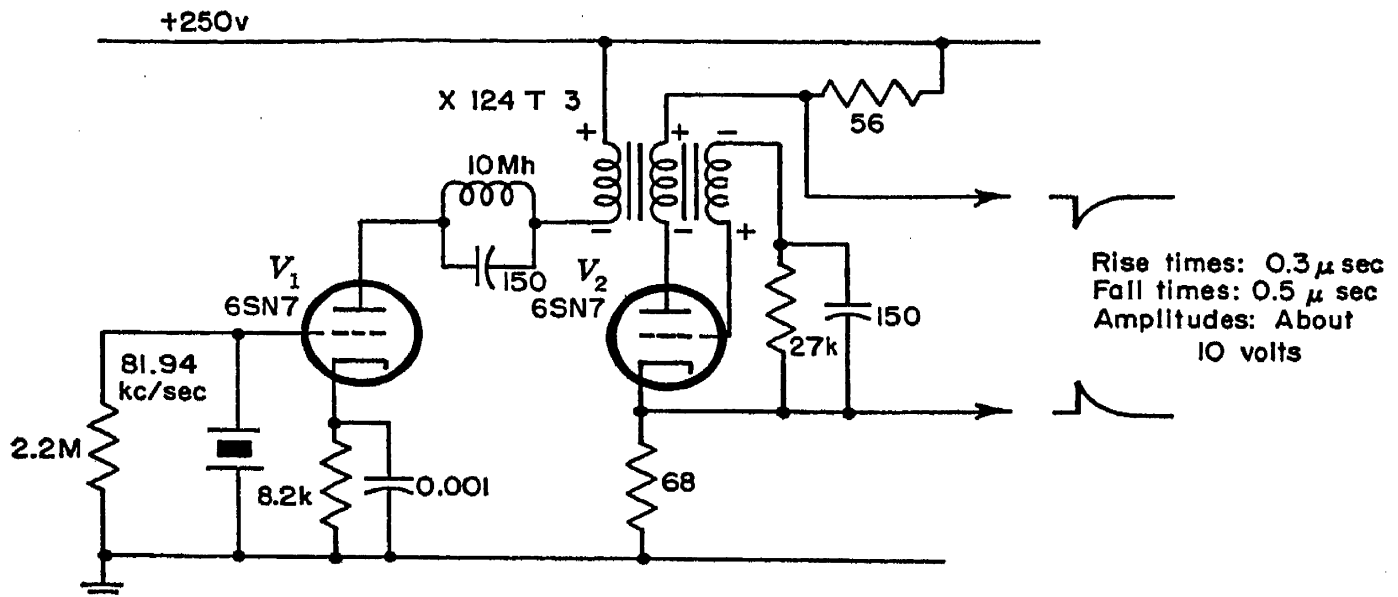 +250v
X 124 T 3
56
+ + -
10Mh
- - +
150
V1
6SN7
V2
6SN7
Rise times: 0.3 μ sec
Fall times: 0.5 μ sec
Amplitudes: About
10 volts
150
27k
81.94
kc/sec
2.2M
8.2k
0.001
68